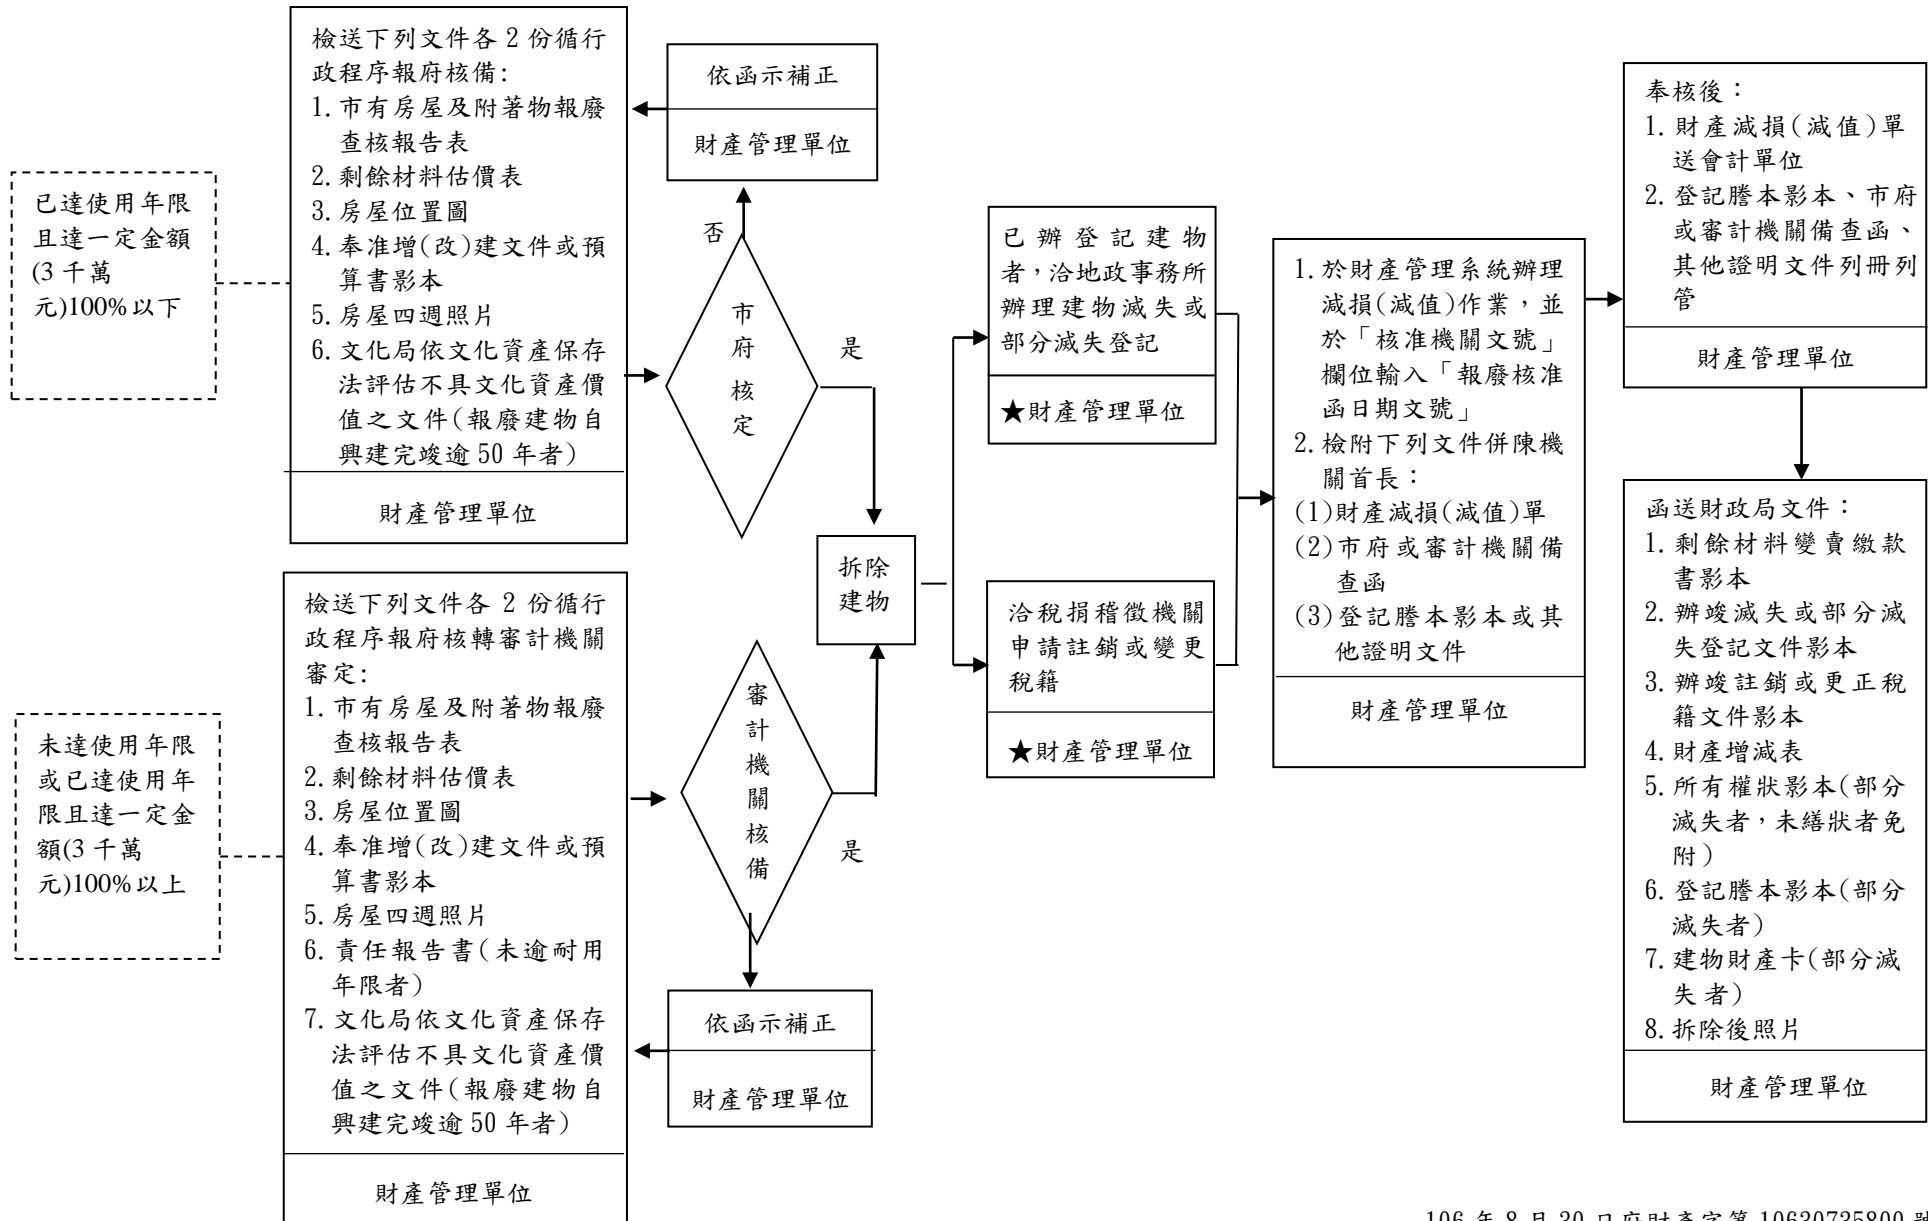 已達使用年限
且達一定金額
(3 千萬
元)100%以下
檢送下列文件各 2 份循行
政程序報府核備:
1.市有房屋及附著物報廢
查核報告表
2.剩餘材料估價表
3.房屋位置圖
4.奉准增(改)建文件或預
算書影本
5.房屋四週照片
6.文化局依文化資產保存
法評估不具文化資產價
值之文件(報廢建物自
興建完竣逾 50 年者)
財產管理單位
依函示補正
財產管理單位
否
市
府
核
定
是
未達使用年限
或已達使用年
限且達一定金
額(3 千萬
元)100%以上
檢送下列文件各 2 份循行
政程序報府核轉審計機關
審定:
1.市有房屋及附著物報廢
查核報告表
2.剩餘材料估價表
3.房屋位置圖
4.奉准增(改)建文件或預
算書影本
5.房屋四週照片
6.責任報告書(未逾耐用
年限者)
7.文化局依文化資產保存
法評估不具文化資產價
值之文件(報廢建物自
興建完竣逾 50 年者)
財產管理單位
審
計
機
關
核
備
是
依函示補正
財產管理單位
拆除
建物
已辦登記建物
者,洽地政事務所
辦理建物滅失或
部分滅失登記
★財產管理單位
洽稅捐稽徵機關
申請註銷或變更
稅籍
★財產管理單位
1.於財產管理系統辦理
減損(減值)作業,並
於「核准機關文號」
欄位輸入「報廢核准
函日期文號」
2.檢附下列文件併陳機
關首長：
(1)財產減損(減值)單
(2)市府或審計機關備
查函
(3)登記謄本影本或其
他證明文件
財產管理單位
奉核後：
1.財產減損(減值)單
送會計單位
2.登記謄本影本、市府
或審計機關備查函、
其他證明文件列冊列
管
財產管理單位
函送財政局文件：
1.剩餘材料變賣繳款
書影本
2.辦竣滅失或部分滅
失登記文件影本
3.辦竣註銷或更正稅
籍文件影本
4.財產增減表
5.所有權狀影本(部分
滅失者,未繕狀者免
附)
6.登記謄本影本(部分
滅失者)
7.建物財產卡(部分滅
失 者)
8.拆除後照片
財產管理單位
106 年 8 月 30 日府財產字第 10630735800 號